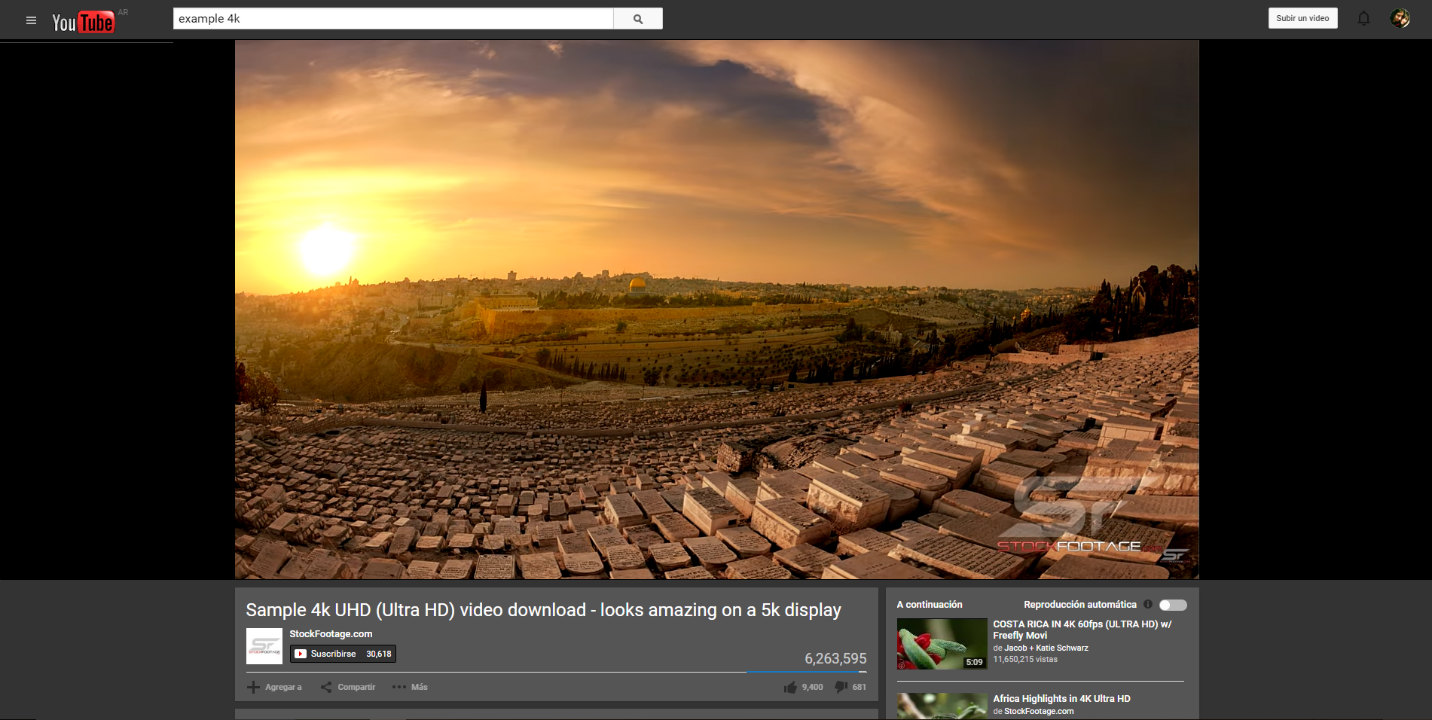 YouTube AR
example 4k
Subir un video
STOCKFOOTAGE
SF
Sample 4k UHD (Ultra HD) video download - looks amazing on a 5k display
StockFootage.com
Suscribirse 30,618
6,263,595
Agregar a Compartir Más
9,400 681
A continuación Reproducción automática
COSTA RICA IN 4K 60fps (ULTRA HD) w/
Freefly Movi
de Jacob + Katie Schwarz
11,650,215 vistas
5:09
Africa Highlights in 4K Ultra HD
de StockFootage.com